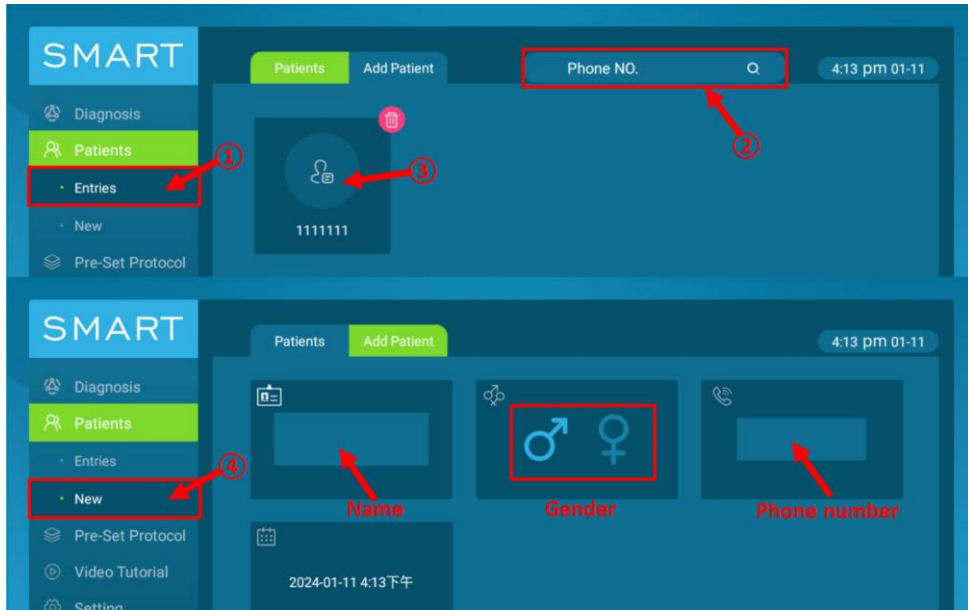 SMART
Patients Add Patient Phone NO. 4:13 pm 01-11
Diagnosis
Patients
①
②
Entries
③
New
1111111
Pre-Set Protocol
SMART
Patients Add Patient 4:13 pm 01-11
Diagnosis
Patients
Entries
④
New
Name Gender Phone number
Pre-Set Protocol
Video Tutorial
2024-01-11 4:13下午
Setting